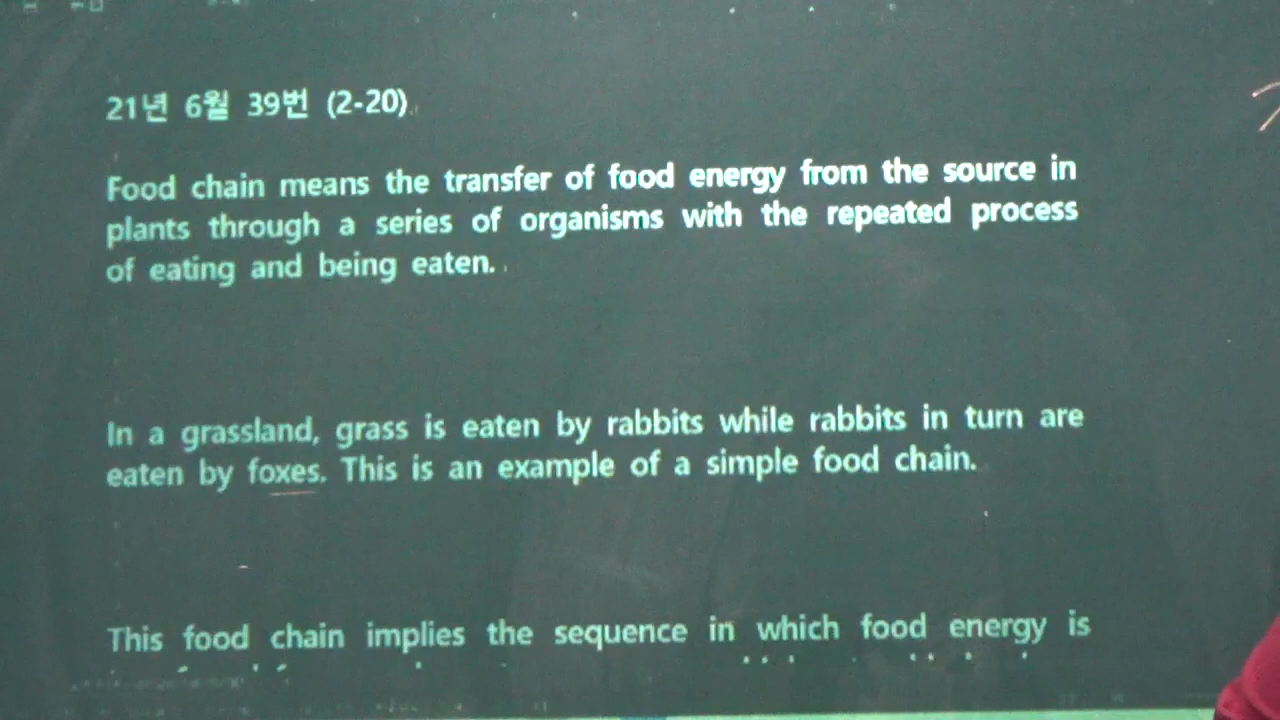 21년 6월 39번 (2-20)
Food chain means the transfer of food energy from the source in
plants through a series of organisms with the repeated process
of eating and being eaten.
In a grassland, grass is eaten by rabbits while rabbits in turn are
eaten by foxes. This is an example of a simple food chain.
This food chain implies the sequence in which food energy is